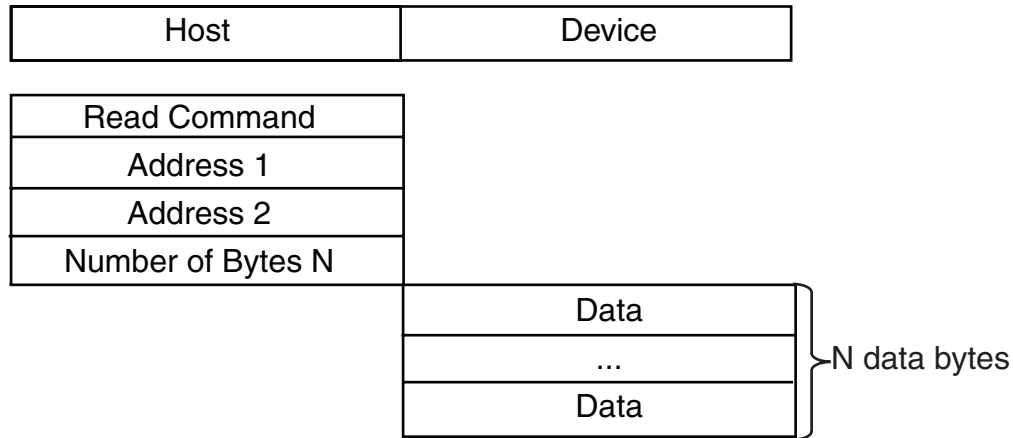 Host Device
Read Command
Address 1
Address 2
Number of Bytes N
Data
...
Data
N data bytes